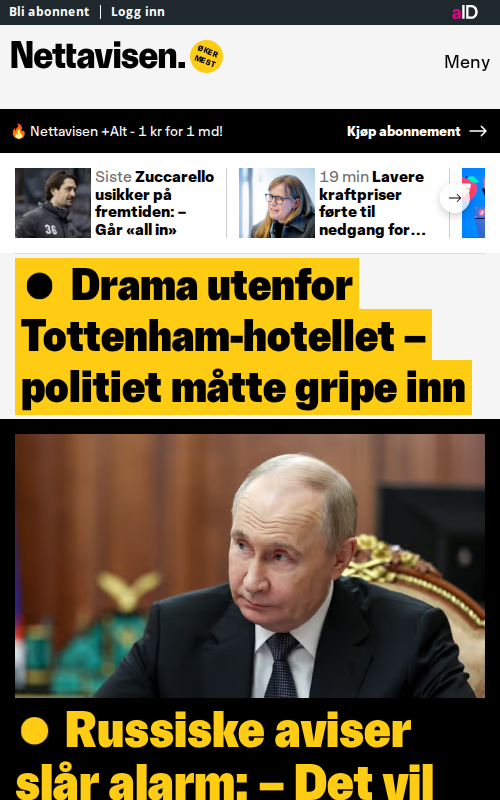 Bli abonnent
Logg inn
aID
Nettavisen.
ØKER
MEST
Meny
🔥 Nettavisen +Alt - 1 kr for 1 md!
Kjøp abonnement →
Siste Zuccarello
usikker på
fremtiden: –
Går «all in»
36
19 min Lavere
kraftpriser
førte til
nedgang for...
● Drama utenfor
Tottenham-hotellet –
politiet måtte gripe inn
● Russiske aviser
slår alarm: – Det vil